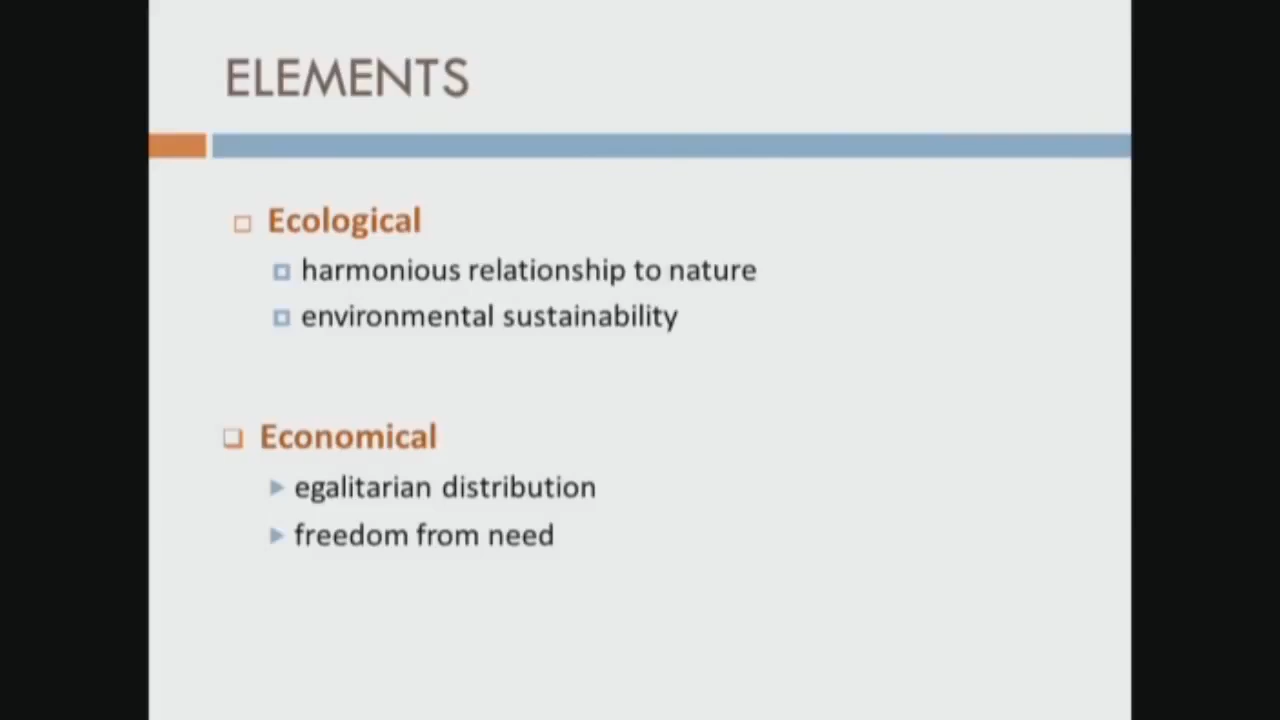 ELEMENTS
Ecological
harmonious relationship to nature
environmental sustainability
Economical
egalitarian distribution
freedom from need